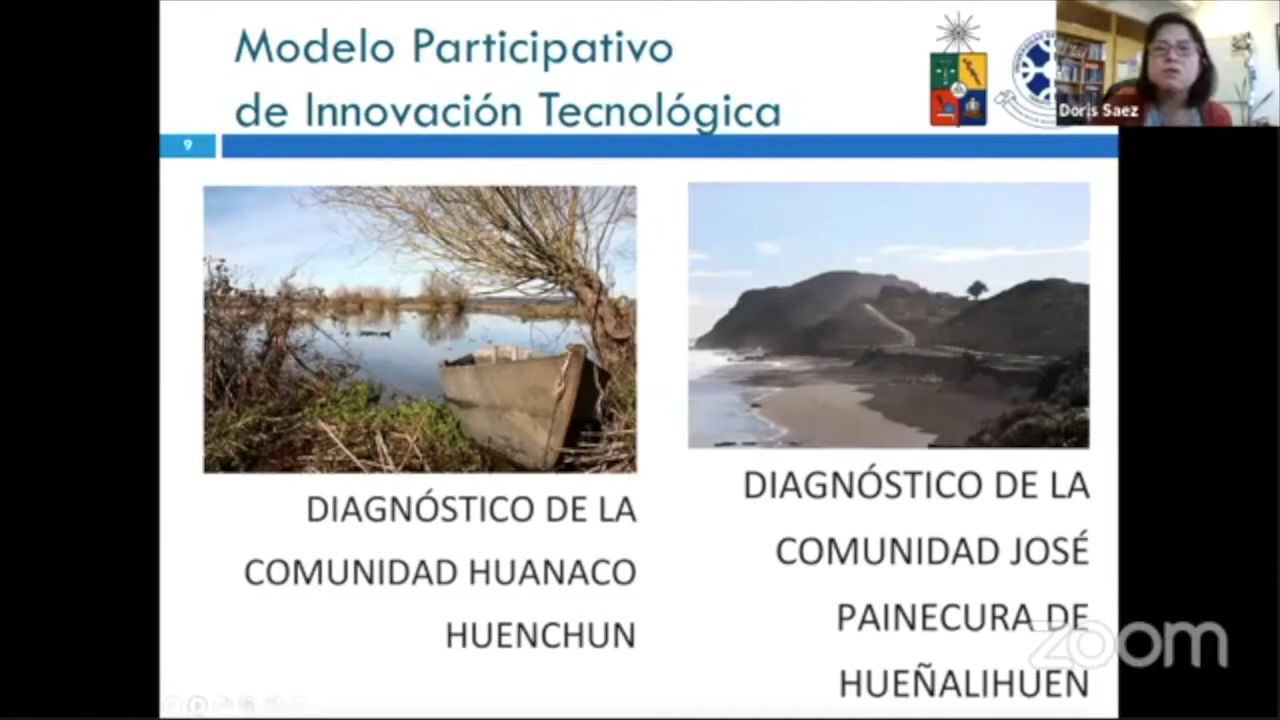 Modelo Participativo
de Innovación Tecnológica
Doris Saez
9
DIAGNÓSTICO DE LA
COMUNIDAD HUANACO
HUENCHUN
DIAGNÓSTICO DE LA
COMUNIDAD JOSÉ
PAINECURA DE
HUEÑALIHUEN
zoom